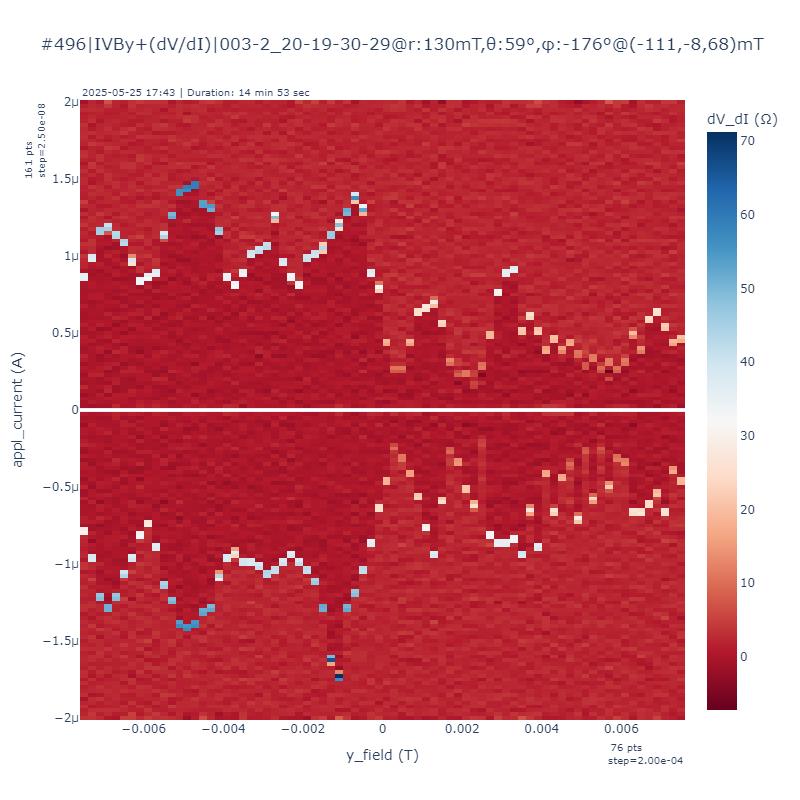 #496|IVBy+(dV/dI)|003-2_20-19-30-29@r:130mT,θ:59°,φ:-176°@(-111,-8,68)mT
2025-05-25 17:43 | Duration: 14 min 53 sec
161 pts
step=2.50e-08
dV_dI (Ω)
2μ
1.5μ
1μ
0.5μ
0
−0.5μ
−1μ
−1.5μ
−2μ
appl_current (A)
70
60
50
40
30
20
10
0
−0.006
−0.004
−0.002
0
0.002
0.004
0.006
y_field (T)
76 pts
step=2.00e-04